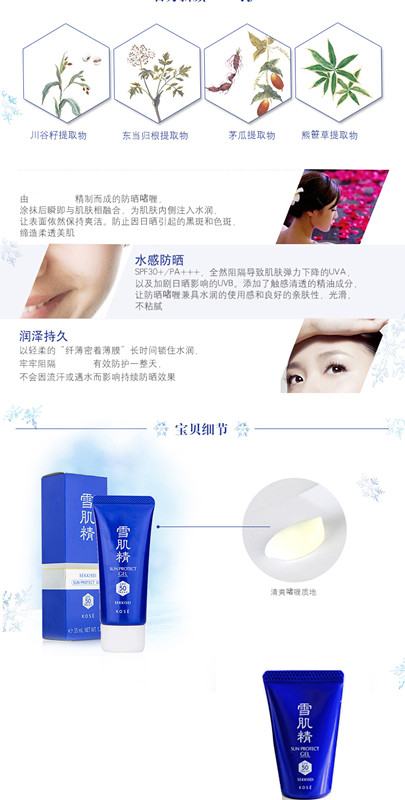 川谷籽提取物
东当归根提取物
茅瓜提取物
熊笹草提取物
由 精制而成的防晒啫喱,
涂抹后瞬即与肌肤相融合, 为肌肤内侧注入水润,
让表面依然保持爽洁。防止因日晒引起的黑斑和色斑,
缔造柔透美肌
水感防晒
SPF30+/PA+++, 全然阻隔导致肌肤弹力下降的UVA,
以及加剧日晒影响的UVB。添加了触感清透的精油成分,
让防晒啫喱兼具水润的使用感和良好的亲肤性、光滑,
不粘腻
润泽持久
以轻柔的“纤薄密着薄膜”长时间锁住水润,
牢牢阻隔 有效防护一整天,
不会因流汗或遇水而影响持续防晒效果
宝贝细节
雪肌精
SUN PROTECT
GEL
50
SEKKISEI
KOSÉ
雪肌精
SEKKISEI
SUN PROTECT
50
KOSÉ
清爽啫喱质地
雪肌精
SUN PROTECT
GEL
50
SEKKISEI